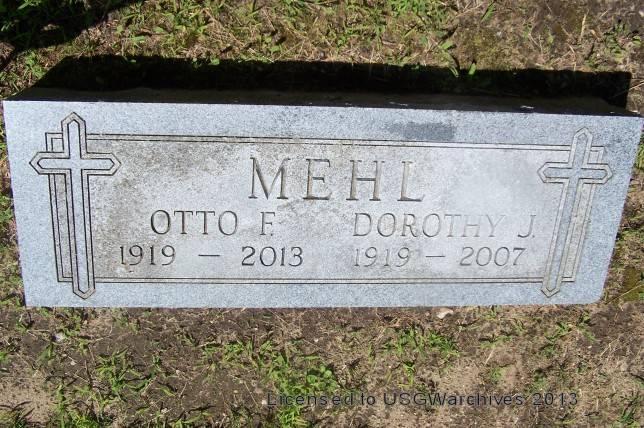 MEHL
OTTO F. DOROTHY J.
1919 — 2013 1919 — 2007
Licensed to USGWarchives 2013